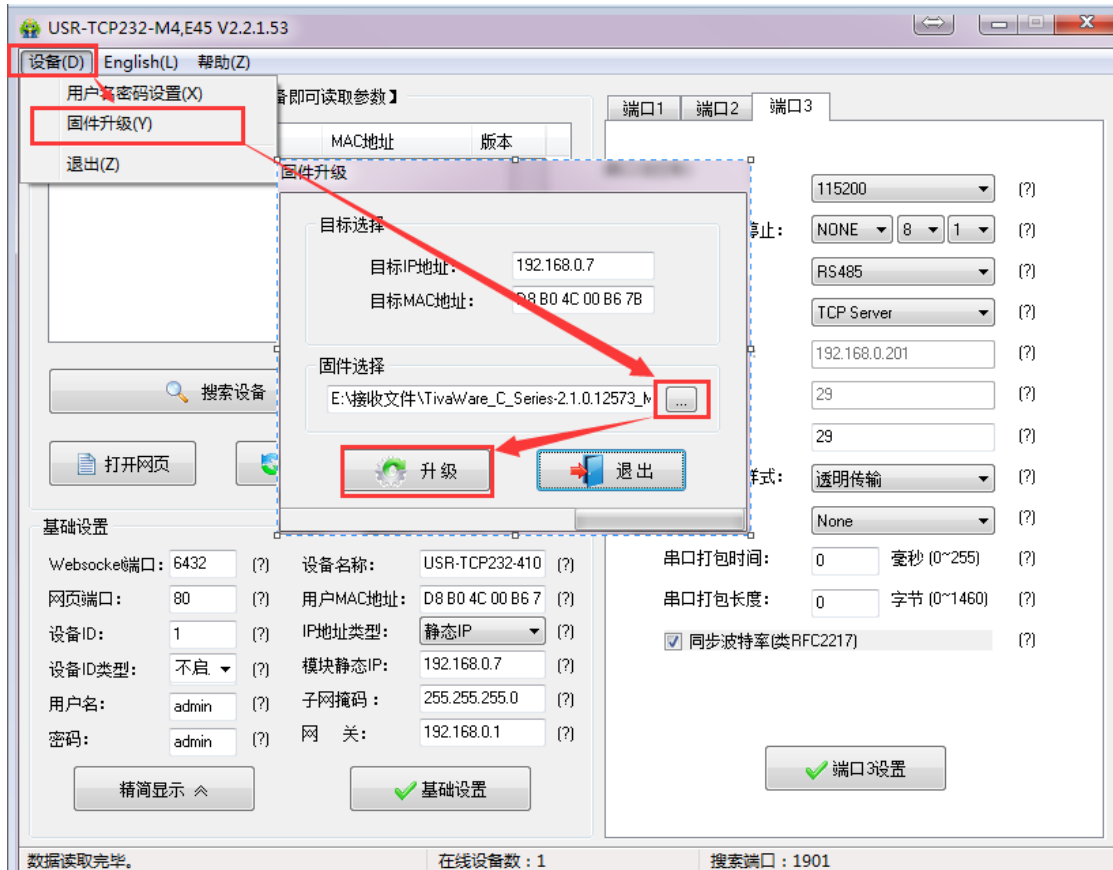 USR-TCP232-M4,E45 V2.2.1.53
设备(D) English(L) 帮助(Z)
用户名密码设置(X)
固件升级(Y)
退出(Z)
备即可读取参数】
MAC地址 版本
端口1 端口2 端口3
固件升级
目标选择
目标IP地址: 192.168.0.7
目标MAC地址: D8 B0 4C 00 B6 7B
固件选择
E:\接收文件\TivaWare_C_Series-2.1.0.12573_M ...
升级 退出
115200 (?)
停止: NONE 8 1 (?)
RS485 (?)
TCP Server (?)
192.168.0.201 (?)
29 (?)
29 (?)
样式: 透明传输 (?)
None (?)
串口打包时间: 0 毫秒 (0~255) (?)
串口打包长度: 0 字节 (0~1460) (?)
同步波特率(类RFC2217) (?)
端口3设置
搜索设备
打开网页
基础设置
Websocket端口: 6432 (?) 设备名称: USR-TCP232-410 (?)
网页端口: 80 (?) 用户MAC地址: D8 B0 4C 00 B6 7 (?)
设备ID: 1 (?) IP地址类型: 静态IP (?)
设备ID类型: 不启 (?) 模块静态IP: 192.168.0.7 (?)
用户名: admin (?) 子网掩码: 255.255.255.0 (?)
密码: admin (?) 网 关: 192.168.0.1 (?)
精简显示 基础设置
数据读取完毕。 在线设备数:1 搜索端口:1901